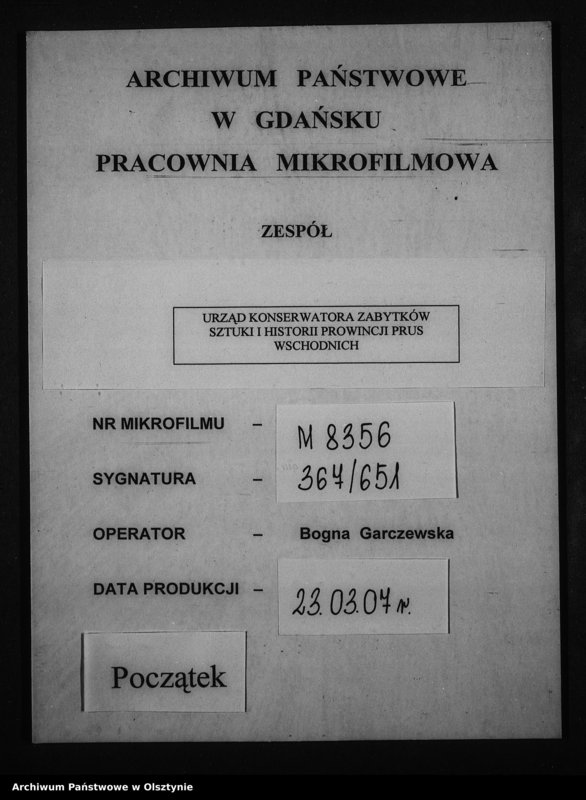 ARCHIWUM PAŃSTWOWE
W GDAŃSKU
PRACOWNIA MIKROFILMOWA
ZESPÓŁ
URZĄD KONSERWATORA ZABYTKÓW
SZTUKI I HISTORII PROWINCJI PRUS
WSCHODNICH
NR MIKROFILMU – M 8356
SYGNATURA – 367/651
OPERATOR – Bogna Garczewska
DATA PRODUKCJI – 23.03.07 r.
Początek
Archiwum Państwowe w Olsztynie